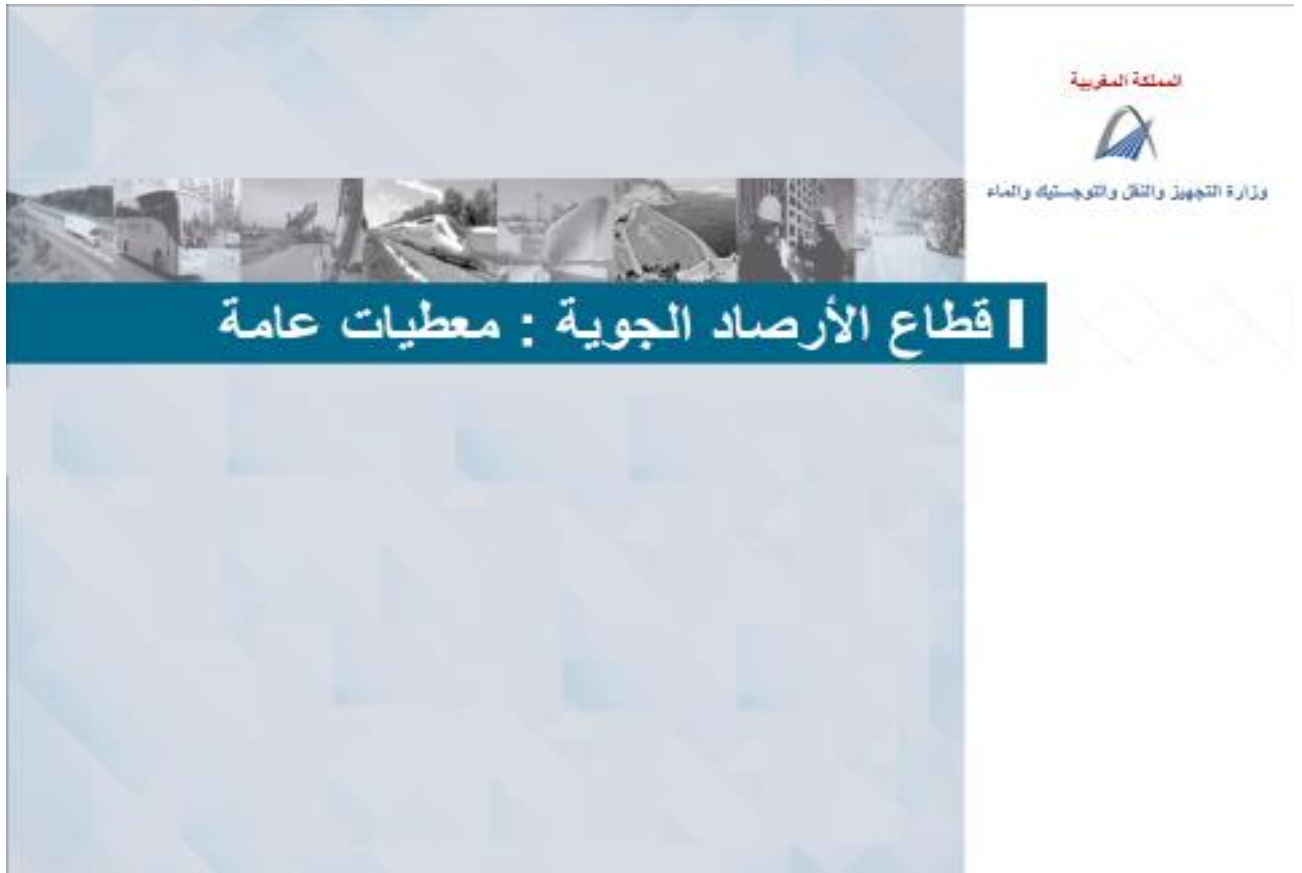 المملكة المغربية
وزارة التجهيز والنقل واللوجستيك والماء
قطاع الأرصاد الجوية : معطيات عامة